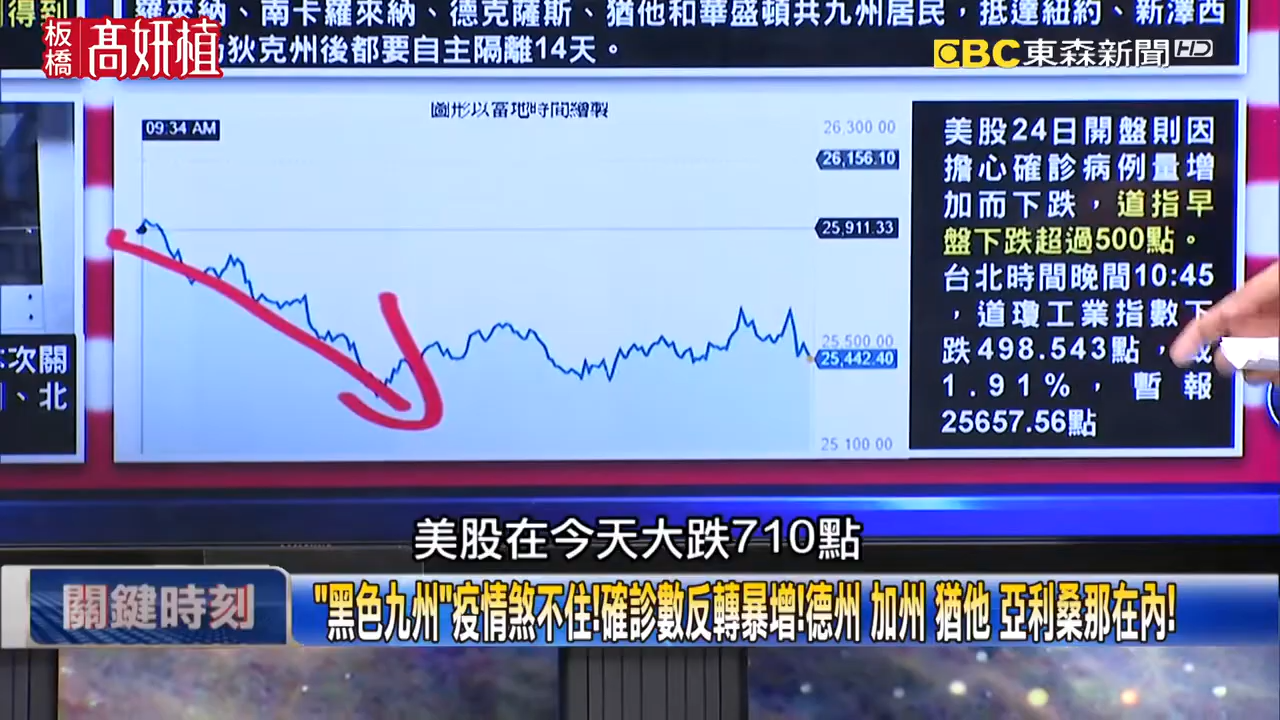 得到
羅來納、南卡羅來納、德克薩斯、猶他和華盛頓共九州居民,抵達紐約、新澤西
狄克州後都要自主隔離14天。
板橋
髙妍植
EBC東森新聞HD
圖形以當地時間繪製
09:34 AM
26,300.00
26,156.10
25,911.33
25,500.00
25,442.40
25,100.00
美股24日開盤則因
擔心確診病例量增
加而下跌,道指早
盤下跌超過500點。
台北時間晚間10:45
,道瓊工業指數下
跌498.543點,
1.91%,暫報
25657.56點
次關
、北
美股在今天大跌710點
關鍵時刻
"黑色九州"疫情煞不住!確診數反轉暴增!德州 加州 猶他 亞利桑那在內!